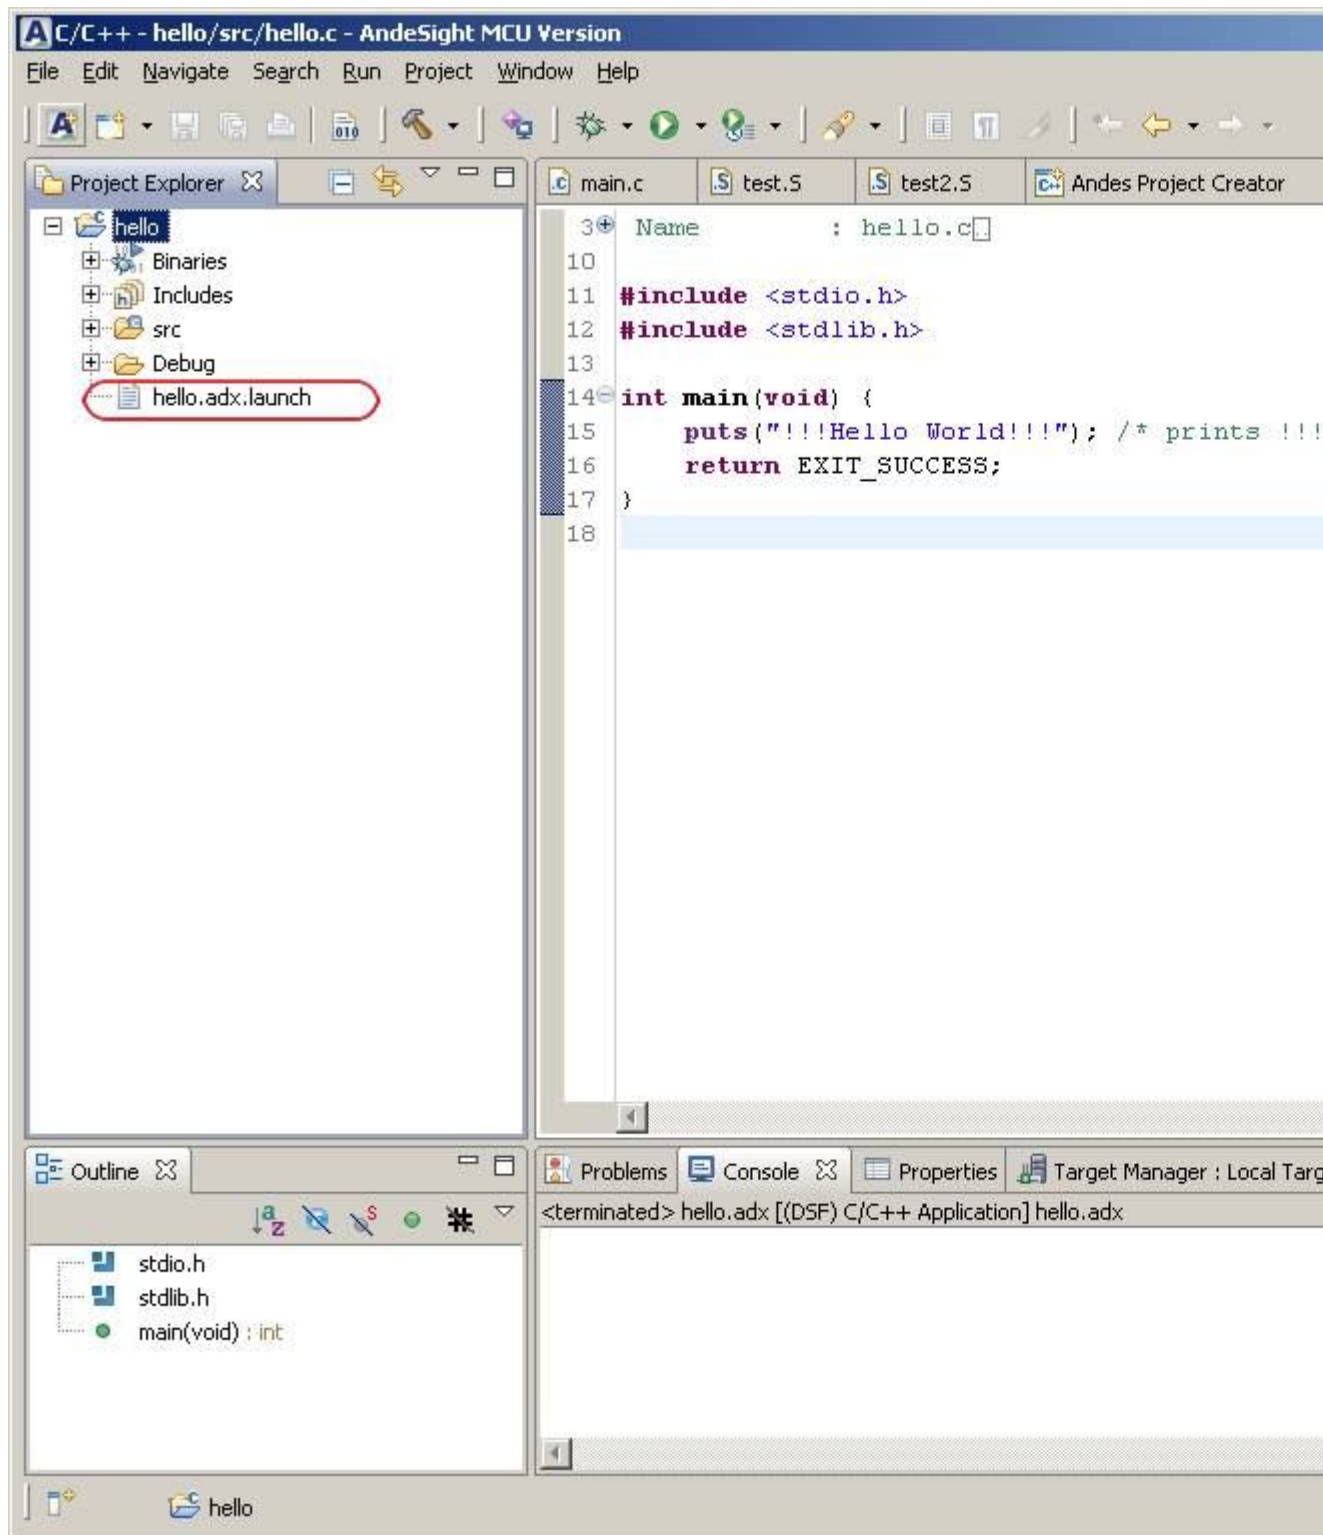 C/C++ - hello/src/hello.c - AndeSight MCU Version
File Edit Navigate Search Run Project Window Help
Project Explorer
hello
Binaries
Includes
src
Debug
hello.adx.launch
main.c test.S test2.S Andes Project Creator
3 Name : hello.c
10
11 #include <stdio.h>
12 #include <stdlib.h>
13
14 int main(void) {
15 puts("!!!Hello World!!!"); /* prints !!!
16 return EXIT_SUCCESS;
17 }
18
Outline
stdio.h
stdlib.h
main(void) : int
Problems Console Properties Target Manager : Local Targ
<terminated> hello.adx [(DSF) C/C++ Application] hello.adx
hello